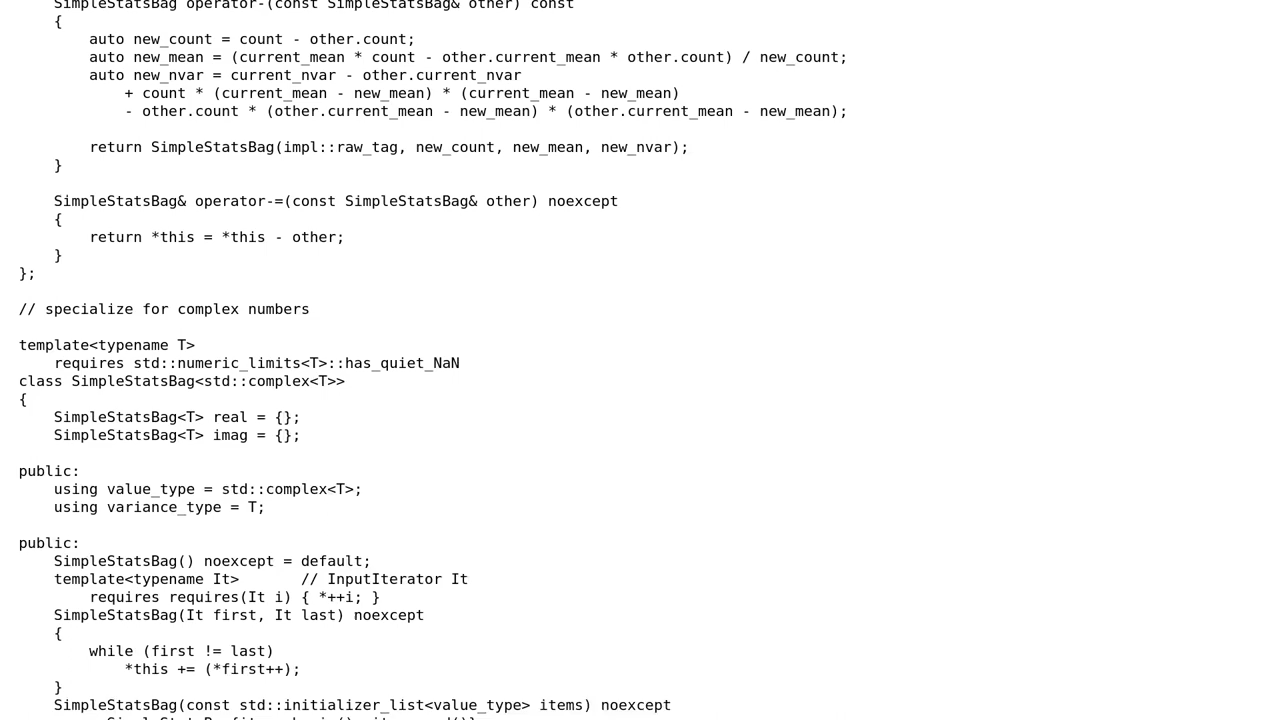 SimpleStatsBag operator-(const SimpleStatsBag& other) const
{
auto new_count = count - other.count;
auto new_mean = (current_mean * count - other.current_mean * other.count) / new_count;
auto new_nvar = current_nvar - other.current_nvar
+ count * (current_mean - new_mean) * (current_mean - new_mean)
- other.count * (other.current_mean - new_mean) * (other.current_mean - new_mean);
return SimpleStatsBag(impl::raw_tag, new_count, new_mean, new_nvar);
}
SimpleStatsBag& operator-=(const SimpleStatsBag& other) noexcept
{
return *this = *this - other;
}
};
// specialize for complex numbers
template<typename T>
requires std::numeric_limits<T>::has_quiet_NaN
class SimpleStatsBag<std::complex<T>>
{
SimpleStatsBag<T> real = {};
SimpleStatsBag<T> imag = {};
public:
using value_type = std::complex<T>;
using variance_type = T;
public:
SimpleStatsBag() noexcept = default;
template<typename It>       // InputIterator It
requires requires(It i) { *++i; }
SimpleStatsBag(It first, It last) noexcept
{
while (first != last)
*this += (*first++);
}
SimpleStatsBag(const std::initializer_list<value_type> items) noexcept